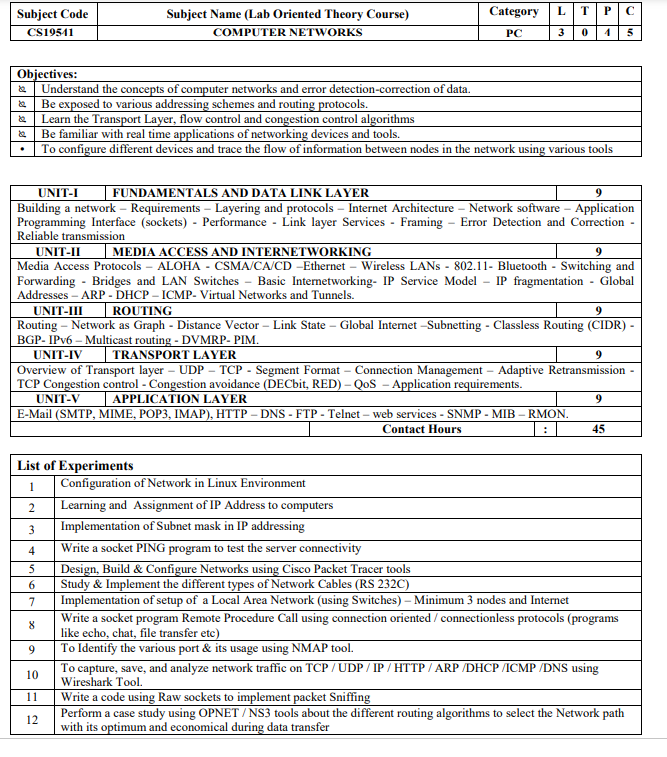 Subject Code Subject Name (Lab Oriented Theory Course) Category L T P C
CS19541 COMPUTER NETWORKS PC 3 0 4 5
Objectives:
Understand the concepts of computer networks and error detection-correction of data.
Be exposed to various addressing schemes and routing protocols.
Learn the Transport Layer, flow control and congestion control algorithms
Be familiar with real time applications of networking devices and tools.
• To configure different devices and trace the flow of information between nodes in the network using various tools
UNIT-I FUNDAMENTALS AND DATA LINK LAYER 9
Building a network – Requirements – Layering and protocols – Internet Architecture – Network software – Application
Programming Interface (sockets) - Performance - Link layer Services - Framing – Error Detection and Correction -
Reliable transmission
UNIT-II MEDIA ACCESS AND INTERNETWORKING 9
Media Access Protocols – ALOHA - CSMA/CA/CD –Ethernet – Wireless LANs - 802.11- Bluetooth - Switching and
Forwarding - Bridges and LAN Switches – Basic Internetworking- IP Service Model – IP fragmentation - Global
Addresses – ARP - DHCP – ICMP- Virtual Networks and Tunnels.
UNIT-III ROUTING 9
Routing – Network as Graph - Distance Vector – Link State – Global Internet –Subnetting - Classless Routing (CIDR) -
BGP- IPv6 – Multicast routing - DVMRP- PIM.
UNIT-IV TRANSPORT LAYER 9
Overview of Transport layer – UDP – TCP - Segment Format – Connection Management – Adaptive Retransmission -
TCP Congestion control - Congestion avoidance (DECbit, RED) – QoS – Application requirements.
UNIT-V APPLICATION LAYER 9
E-Mail (SMTP, MIME, POP3, IMAP), HTTP – DNS - FTP - Telnet – web services - SNMP - MIB – RMON.
Contact Hours : 45
List of Experiments
1 Configuration of Network in Linux Environment
2 Learning and Assignment of IP Address to computers
3 Implementation of Subnet mask in IP addressing
4 Write a socket PING program to test the server connectivity
5 Design, Build & Configure Networks using Cisco Packet Tracer tools
6 Study & Implement the different types of Network Cables (RS 232C)
7 Implementation of setup of a Local Area Network (using Switches) – Minimum 3 nodes and Internet
8 Write a socket program Remote Procedure Call using connection oriented / connectionless protocols (programs
like echo, chat, file transfer etc)
9 To Identify the various port & its usage using NMAP tool.
10 To capture, save, and analyze network traffic on TCP / UDP / IP / HTTP / ARP /DHCP /ICMP /DNS using
Wireshark Tool.
11 Write a code using Raw sockets to implement packet Sniffing
12 Perform a case study using OPNET / NS3 tools about the different routing algorithms to select the Network path
with its optimum and economical during data transfer